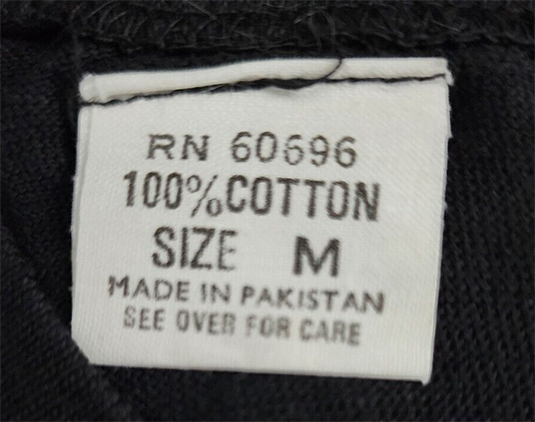 RN 60696
100% COTTON
SIZE M
MADE IN PAKISTAN
SEE OVER FOR CARE